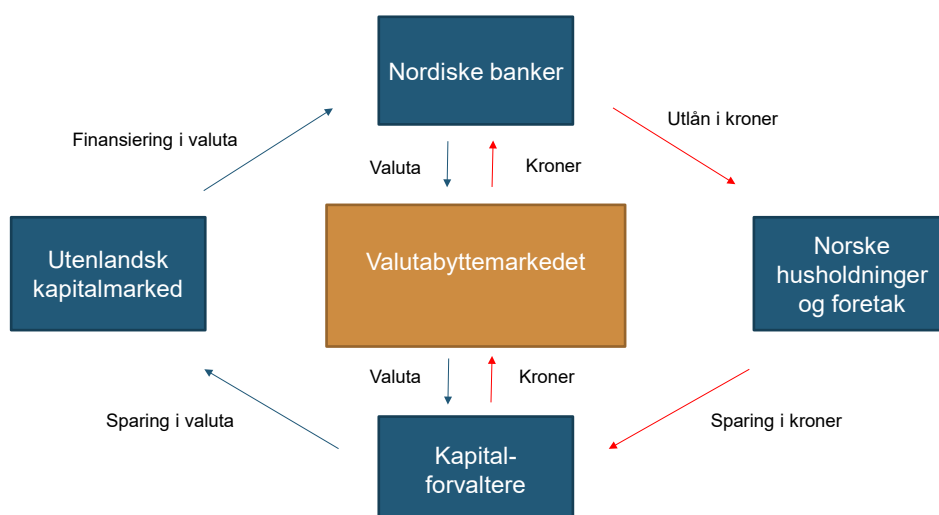 Nordiske banker
Finansiering i valuta
Utlån i kroner
Valuta
Kroner
Utenlandsk
kapitalmarked
Valutabyttemarkedet
Norske
husholdninger
og foretak
Valuta
Kroner
Sparing i valuta
Sparing i kroner
Kapital-
forvaltere